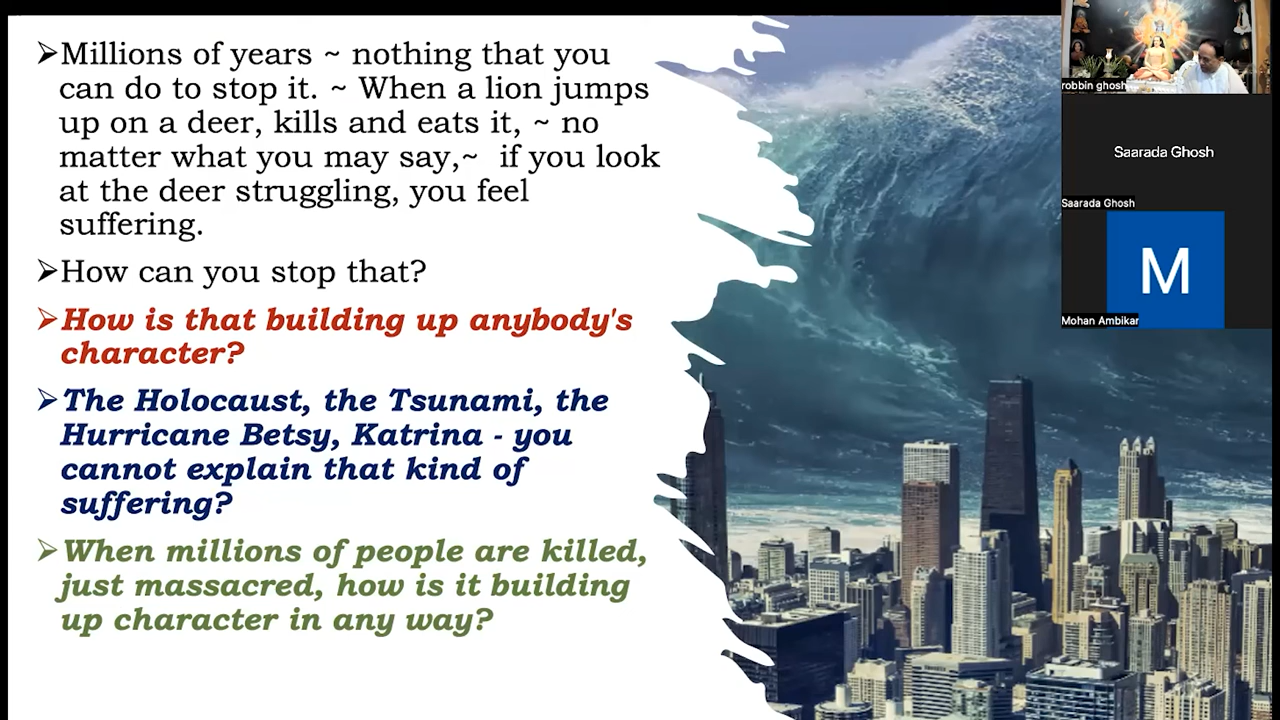 ➢Millions of years ~ nothing that you
can do to stop it. ~ When a lion jumps
up on a deer, kills and eats it, ~ no
matter what you may say,~ if you look
at the deer struggling, you feel
suffering.
➢How can you stop that?
➢How is that building up anybody's
character?
➢The Holocaust, the Tsunami, the
Hurricane Betsy, Katrina - you
cannot explain that kind of
suffering?
➢When millions of people are killed,
just massacred, how is it building
up character in any way?
robbin ghosh
Saarada Ghosh
Saarada Ghosh
M
Mohan Ambikar